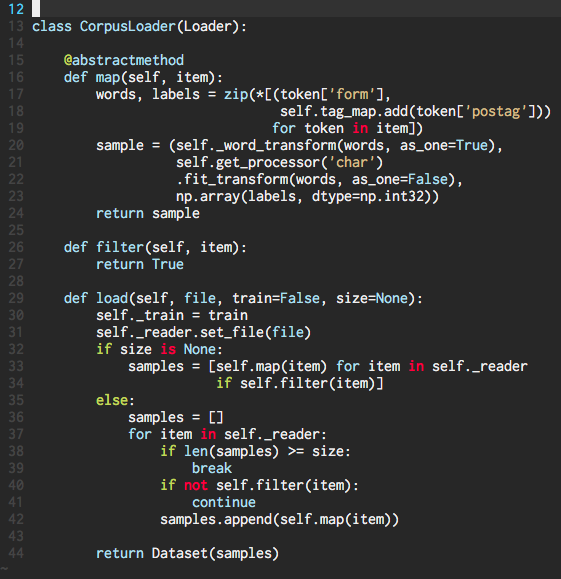 12
13 class CorpusLoader(Loader):
14
15     @abstractmethod
16     def map(self, item):
17         words, labels = zip(*[(token['form'],
18                                self.tag_map.add(token['postag']))
19                               for token in item])
20         sample = (self._word_transform(words, as_one=True),
21                   self.get_processor('char')
22                   .fit_transform(words, as_one=False),
23                   np.array(labels, dtype=np.int32))
24         return sample
25
26     def filter(self, item):
27         return True
28
29     def load(self, file, train=False, size=None):
30         self._train = train
31         self._reader.set_file(file)
32         if size is None:
33             samples = [self.map(item) for item in self._reader
34                        if self.filter(item)]
35         else:
36             samples = []
37             for item in self._reader:
38                 if len(samples) >= size:
39                     break
40                 if not self.filter(item):
41                     continue
42                 samples.append(self.map(item))
43
44         return Dataset(samples)
~